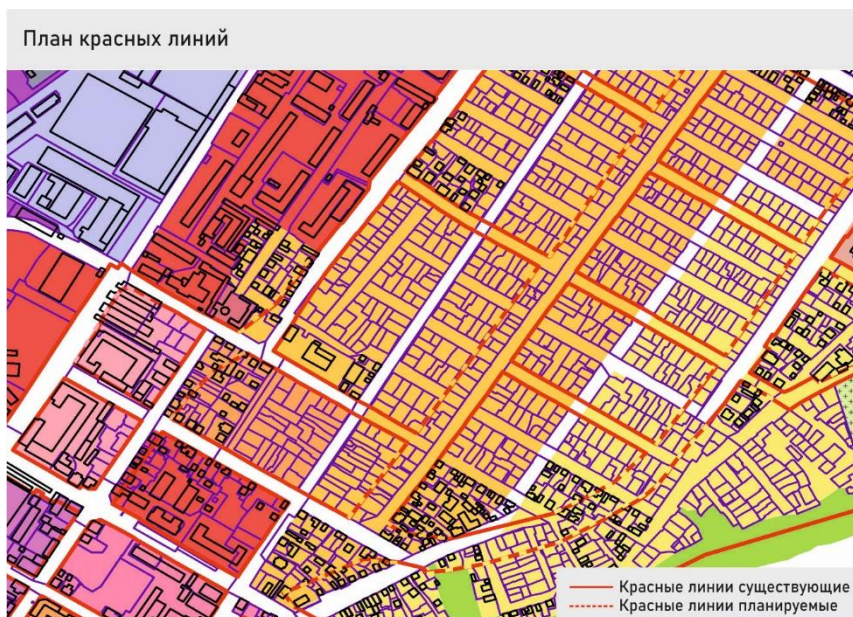 План красных линий
Красные линии существующие
Красные линии планируемые